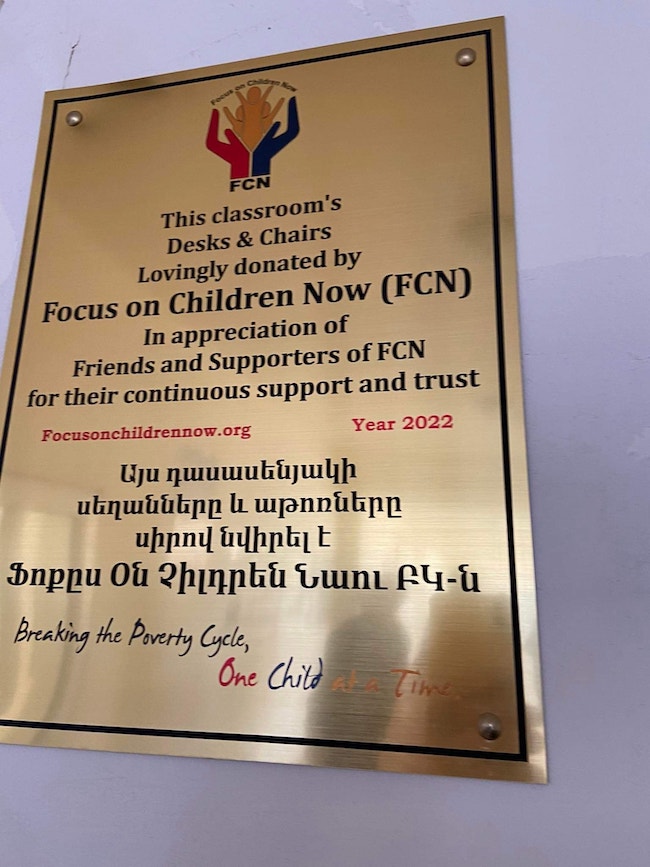 Focus on Children Now
FCN
This classroom's
Desks & Chairs
Lovingly donated by
Focus on Children Now (FCN)
In appreciation of
Friends and Supporters of FCN
for their continuous support and trust
Focusonchildrennow.org Year 2022
Այս դասասենյակի
սեղանները և աթոռները
սիրով նվիրել է
Ֆոքըս Օն Չիլդրեն Նաու ԲԿ-ն
Breaking the Poverty Cycle,
One Child at a Time.